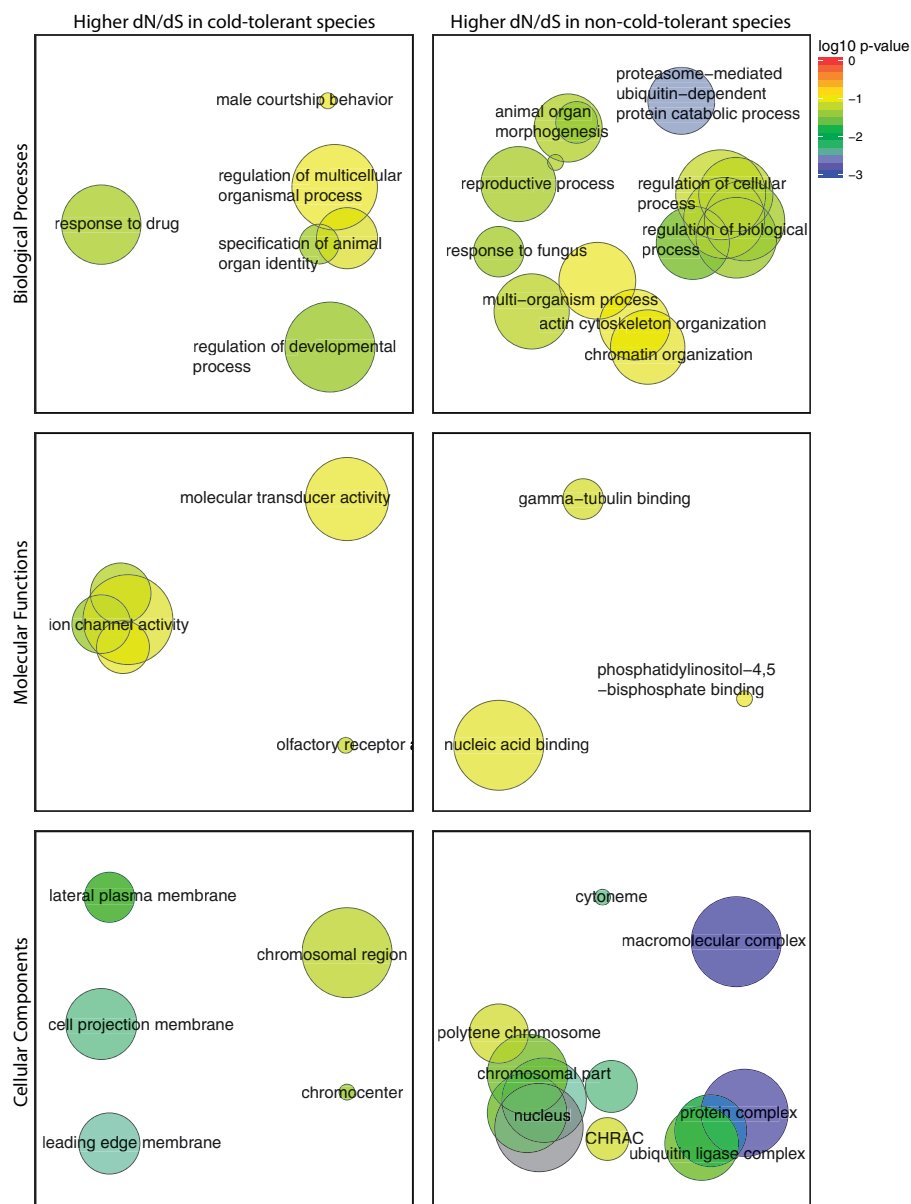 Higher dN/dS in cold-tolerant species
Higher dN/dS in non-cold-tolerant species
log10 p-value
0
−1
−2
−3
Biological Processes
male courtship behavior
regulation of multicellular
organismal process
response to drug
specification of animal
organ identity
regulation of developmental
process
proteasome−mediated
ubiquitin−dependent
protein catabolic process
animal organ
morphogenesis
reproductive process
regulation of cellular
process
regulation of biological
process
response to fungus
multi−organism process
actin cytoskeleton organization
chromatin organization
Molecular Functions
molecular transducer activity
ion channel activity
olfactory receptor a
gamma−tubulin binding
phosphatidylinositol−4,5
−bisphosphate binding
nucleic acid binding
Cellular Components
lateral plasma membrane
chromosomal region
cell projection membrane
chromocenter
leading edge membrane
cytoneme
macromolecular complex
polytene chromosome
chromosomal part
nucleus
protein complex
CHRAC
ubiquitin ligase complex